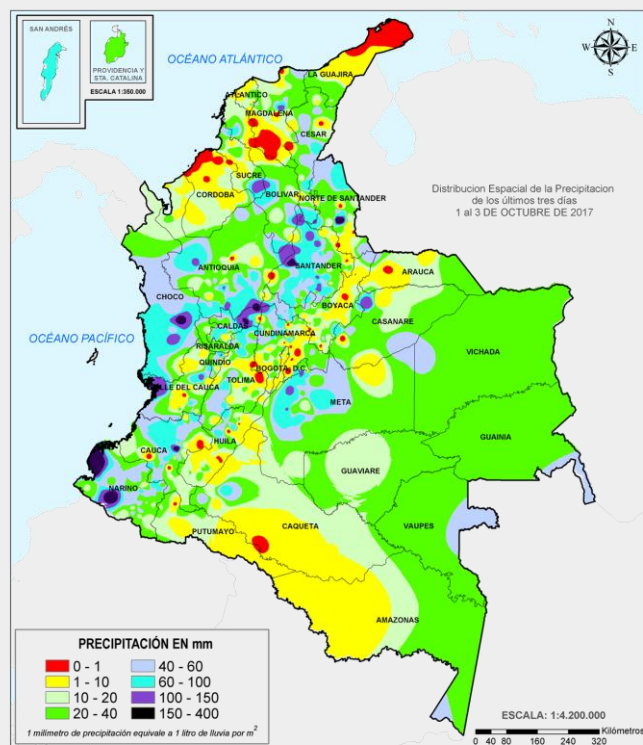 SAN ANDRÉS
PROVIDENCIA Y
STA. CATALINA
ESCALA 1:350.000
OCÉANO ATLÁNTICO
N
W
E
S
LA GUAJIRA
ATLANTICO
MAGDALENA
CESAR
SUCRE
CORDOBA
BOLIVAR
NORTE DE SANTANDER
Distribucion Espacial de la Precipitacion
de los últimos tres días
1 al 3 DE OCTUBRE DE 2017
ANTIOQUIA
SANTANDER
ARAUCA
CHOCO
BOYACA
CASANARE
OCÉANO PACÍFICO
CALDAS
CUNDINAMARCA
RISARALDA
VICHADA
QUINDIO
BOGOTA, D.C.
TOLIMA
VALLE DEL CAUCA
META
GUAINIA
HUILA
CAUCA
GUAVIARE
NARIÑO
VAUPES
CAQUETA
PUTUMAYO
AMAZONAS
PRECIPITACIÓN EN mm
0 - 1
40 - 60
1 - 10
60 - 100
10 - 20
100 - 150
20 - 40
150 - 400
1 milimetro de precipitación equivale a 1 litro de lluvia por m²
ESCALA: 1:4.200.000
Kilómetros
0 40 80 160 240 320